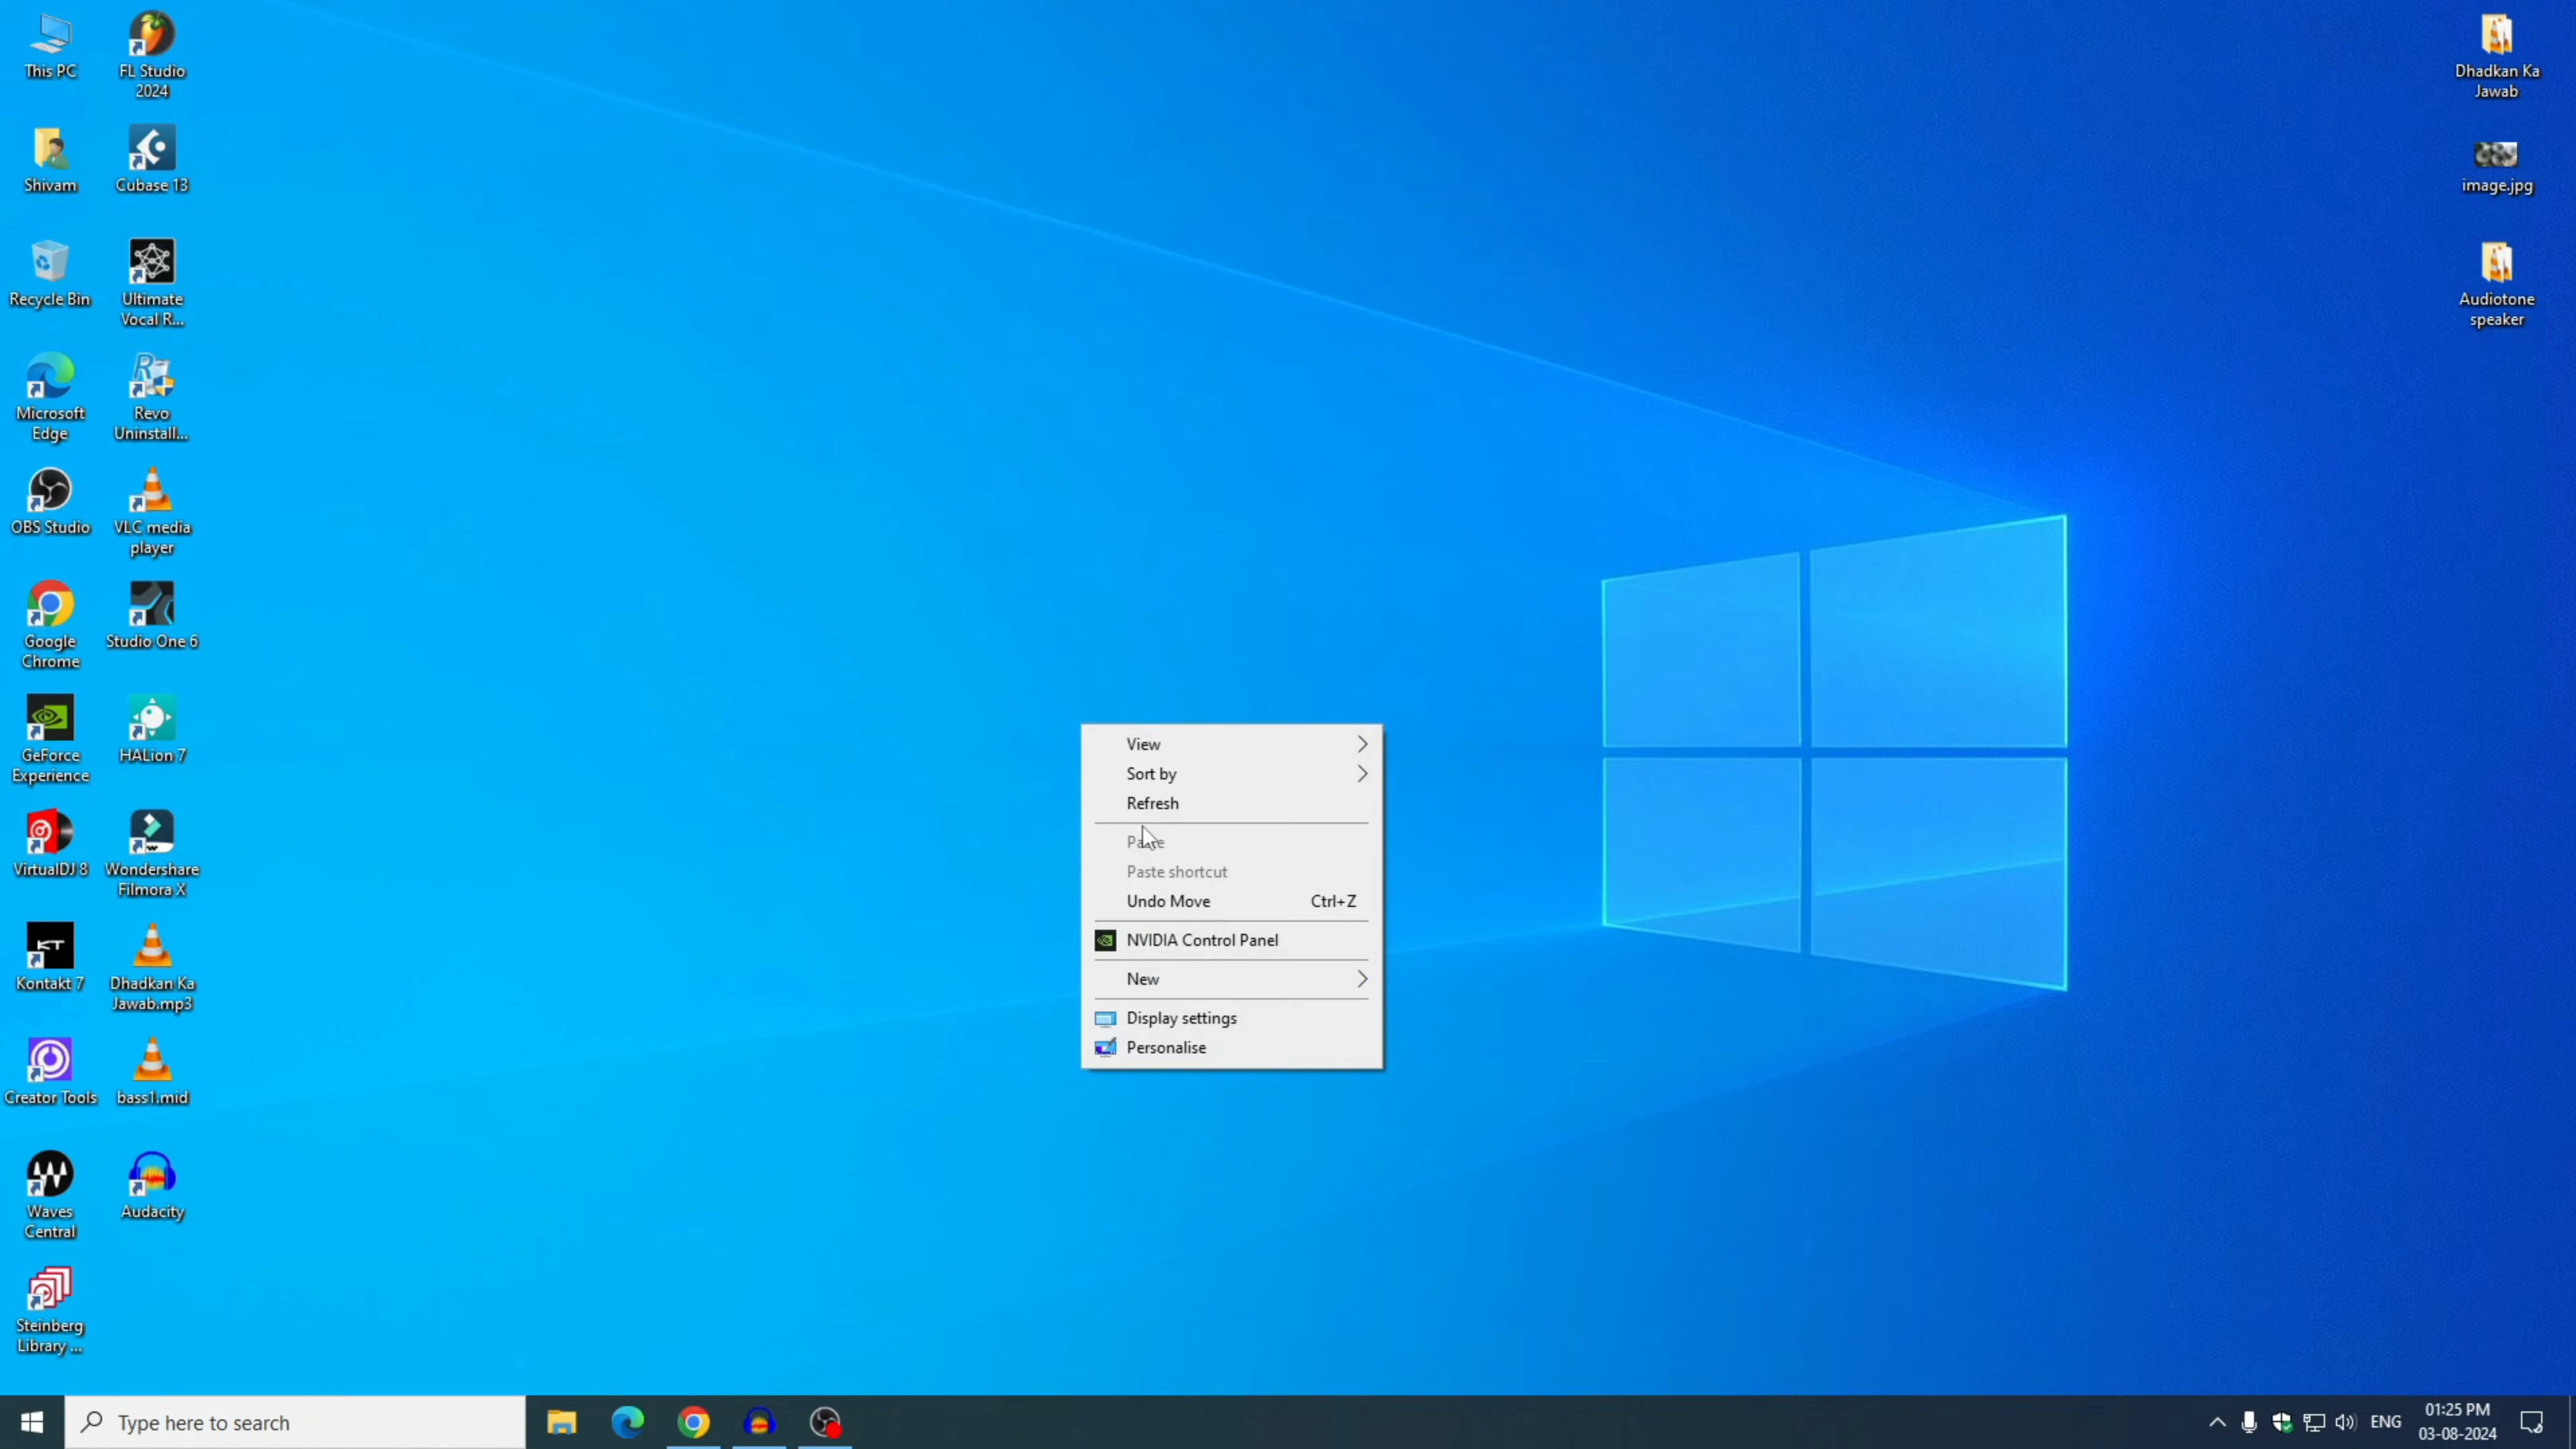 This PC
FL Studio
2024
Shivam
Cubase 13
Recycle Bin
Ultimate
Vocal R...
Microsoft
Edge
Revo
Uninstall...
OBS Studio
VLC media
player
Google
Chrome
Studio One 6
GeForce
Experience
HALion 7
VirtualDJ 8
Wondershare
Filmora X
KT
Kontakt 7
Dhadkan Ka
Jawab.mp3
Creator Tools
bass1.mid
Waves
Central
Audacity
Steinberg
Library ...
Dhadkan Ka
Jawab
image.jpg
Audiotone
speaker
View
Sort by
Refresh
Paste
Paste shortcut
Undo Move Ctrl+Z
NVIDIA Control Panel
New
Display settings
Personalise
Type here to search
ENG
01:25 PM
03-08-2024